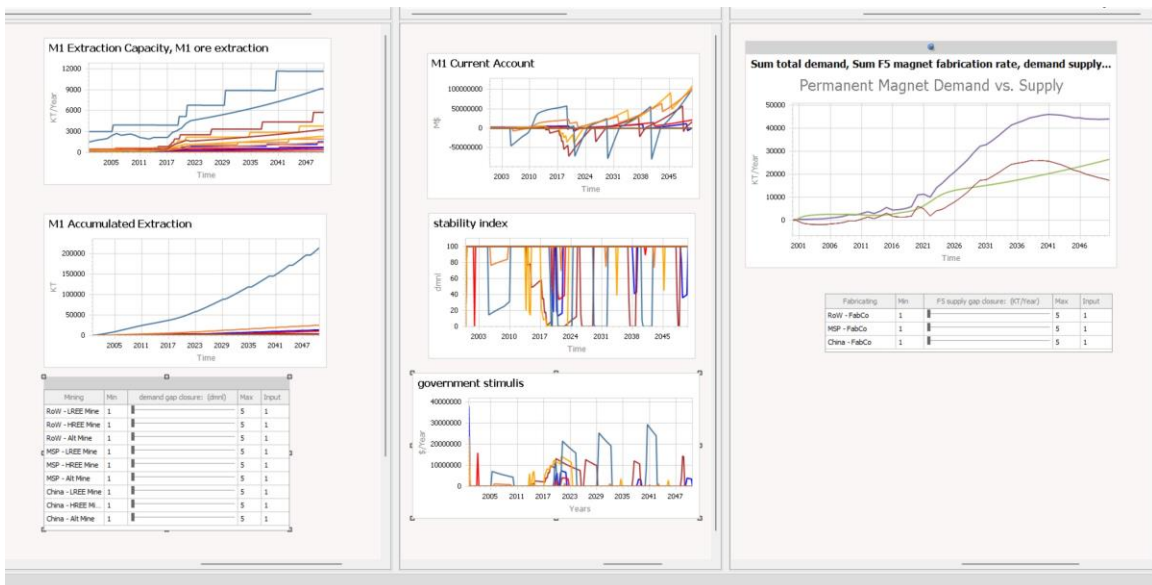 M1 Extraction Capacity, M1 ore extraction
KT/Year
12000
9000
6000
3000
0
2005 2011 2017 2023 2029 2035 2041 2047
Time
M1 Accumulated Extraction
KT
200000
150000
100000
50000
0
2005 2011 2017 2023 2029 2035 2041 2047
Time
Mining Min demand gap closure: (dmnl) Max Input
RoW - LREE Mine 1 5 1
RoW - HREE Mine 1 5 1
RoW - Alt Mine 1 5 1
MSP - LREE Mine 1 5 1
MSP - HREE Mine 1 5 1
MSP - Alt Mine 1 5 1
China - LREE Mine 1 5 1
China - HREE Mi... 1 5 1
China - Alt Mine 1 5 1
M1 Current Account
M$
100000000
50000000
0
-50000000
2003 2010 2017 2024 2031 2038 2045
Time
stability index
dmnl
100
80
60
40
20
0
2003 2010 2017 2024 2031 2038 2045
Time
government stimulis
$/Year
40000000
30000000
20000000
10000000
0
2005 2011 2017 2023 2029 2035 2041 2047
Years
Sum total demand, Sum F5 magnet fabrication rate, demand supply...
Permanent Magnet Demand vs. Supply
KT/Year
50000
40000
30000
20000
10000
0
2001 2006 2011 2016 2021 2026 2031 2036 2041 2046
Time
Fabricating Min F5 supply gap closure: (KT/Year) Max Input
RoW - FabCo 1 5 1
MSP - FabCo 1 5 1
China - FabCo 1 5 1